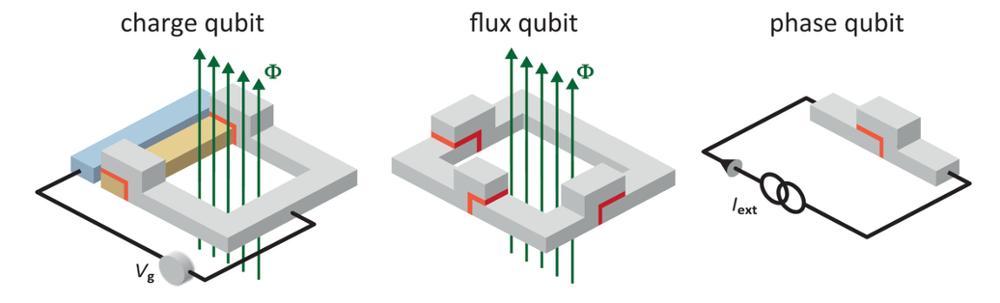 charge qubit
flux qubit
phase qubit
Φ
Φ
Vg
Iext